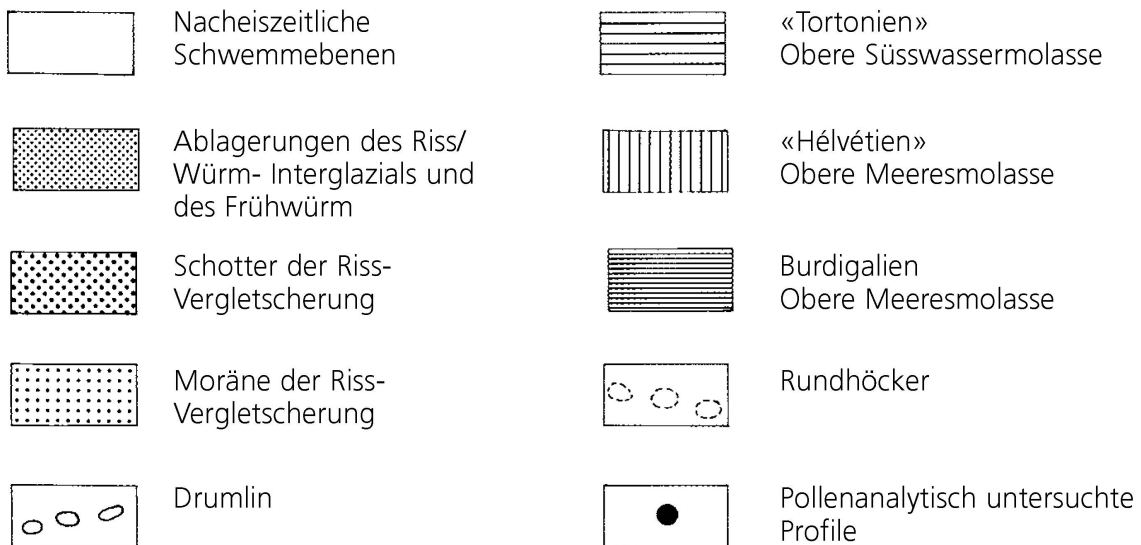 Nacheiszeitliche
Schwemmebenen
Ablagerungen des Riss/
Würm- Interglazials und
des Frühwürm
Schotter der Riss-
Vergletscherung
Moräne der Riss-
Vergletscherung
Drumlin
«Tortonien»
Obere Süsswassermolasse
«Hélvétien»
Obere Meeresmolasse
Burdigalien
Obere Meeresmolasse
Rundhöcker
Pollenanalytisch untersuchte
Profile